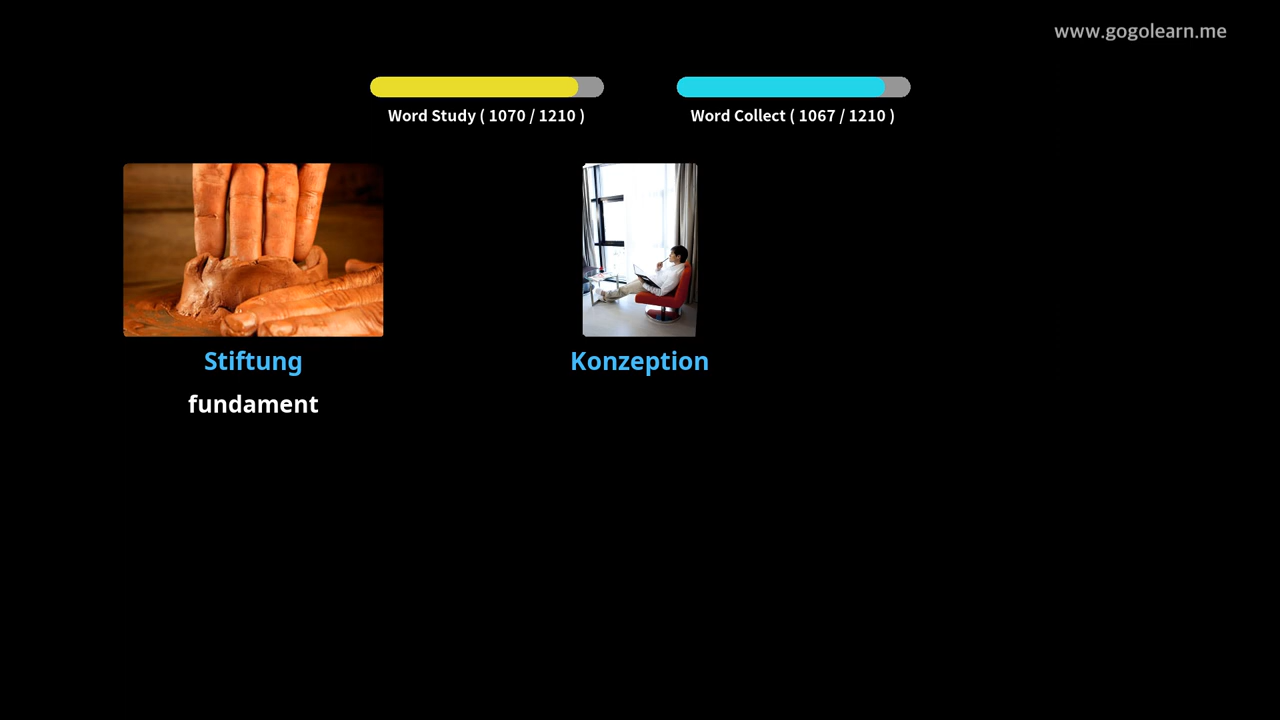 www.gogolearn.me
Word Study ( 1070 / 1210 )
Word Collect ( 1067 / 1210 )
Stiftung
Konzeption
fundament